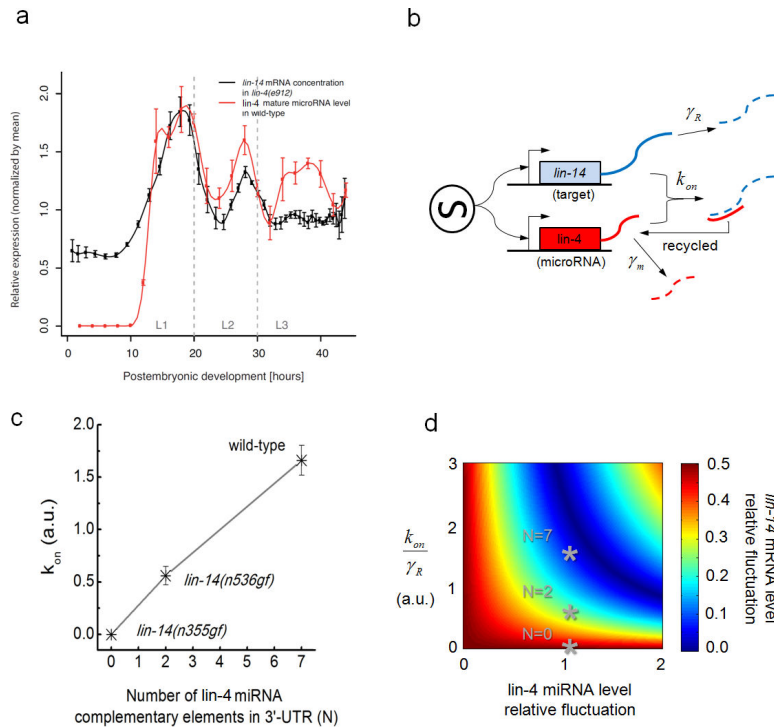 a
lin-14 mRNA concentration
in lin-4(e912)
lin-4 mature microRNA level
in wild-type
Relative expression (normalized by mean)
2.0
1.5
1.0
0.5
0.0
L1
L2
L3
0
10
20
30
40
Postembryonic development [hours]
b
S
lin-14
(target)
lin-4
(microRNA)
γR
kon
recycled
γm
c
kon (a.u.)
2.0
1.5
1.0
0.5
0.0
wild-type
lin-14(n536gf)
lin-14(n355gf)
0 1 2 3 4 5 6 7
Number of lin-4 miRNA
complementary elements in 3'-UTR (N)
d
kon
γR
(a.u.)
3
2
1
0
N=7
N=2
N=0
0 1 2
lin-4 miRNA level
relative fluctuation
0.5
0.4
0.3
0.2
0.1
0.0
lin-14 mRNA level
relative fluctuation